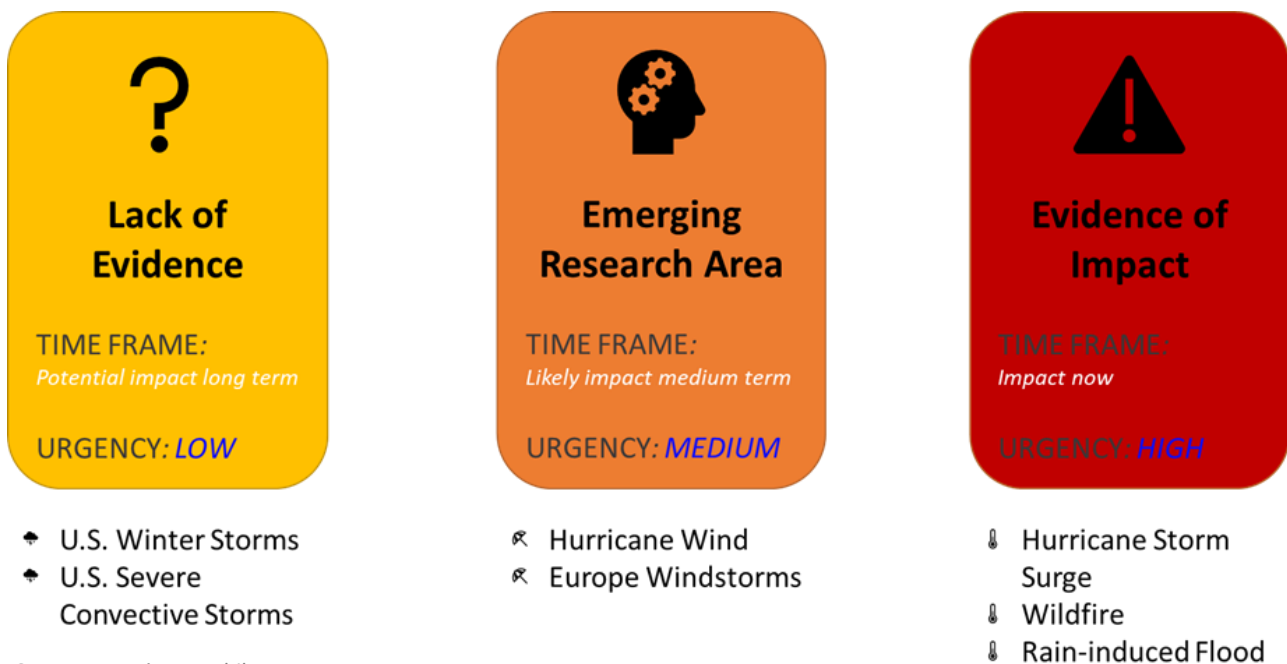 Lack of
Evidence
TIME FRAME:
Potential impact long term
URGENCY: LOW
U.S. Winter Storms
U.S. Severe
Convective Storms
Emerging
Research Area
TIME FRAME:
Likely impact medium term
URGENCY: MEDIUM
Hurricane Wind
Europe Windstorms
Evidence of
Impact
TIME FRAME:
Impact now
URGENCY: HIGH
Hurricane Storm
Surge
Wildfire
Rain-induced Flood